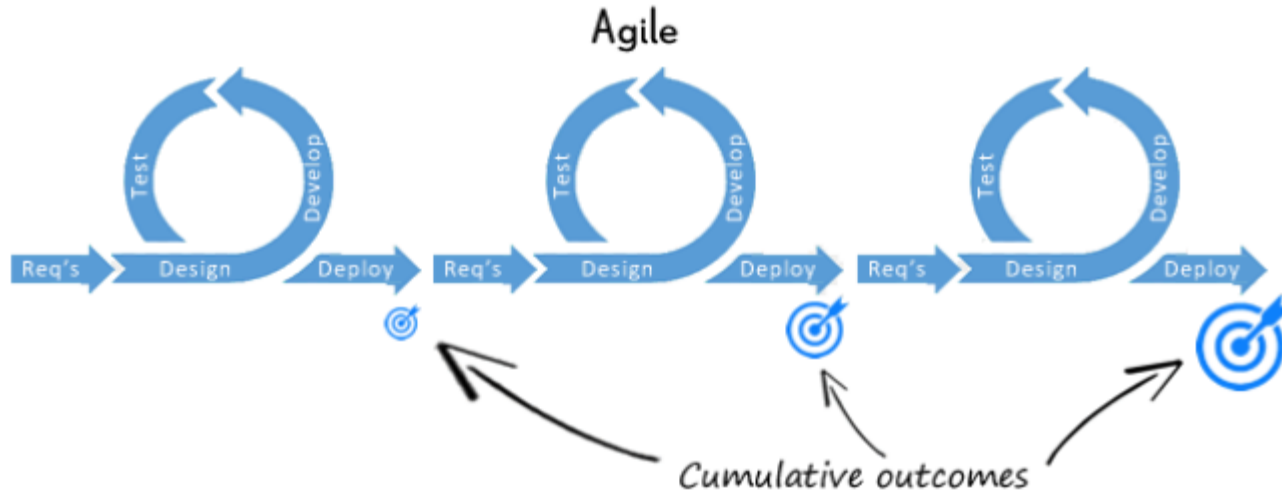 Agile
Test
Develop
Req's
Design
Deploy
Test
Develop
Req's
Design
Deploy
Test
Develop
Req's
Design
Deploy
Cumulative outcomes